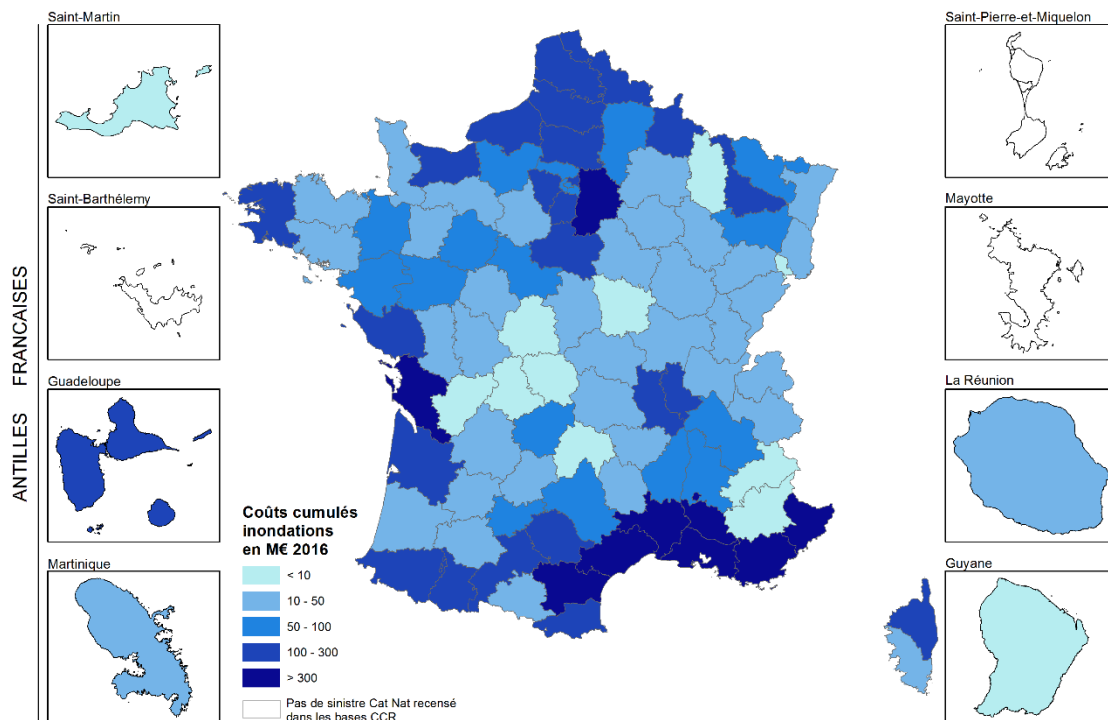 Saint-Martin
Saint-Barthélemy
Guadeloupe
Martinique
ANTILLES FRANCAISES
Coûts cumulés
inondations
en M€ 2016
< 10
10 - 50
50 - 100
100 - 300
> 300
Pas de sinistre Cat Nat recensé
dans les bases CCR
Saint-Pierre-et-Miquelon
Mayotte
La Réunion
Guyane